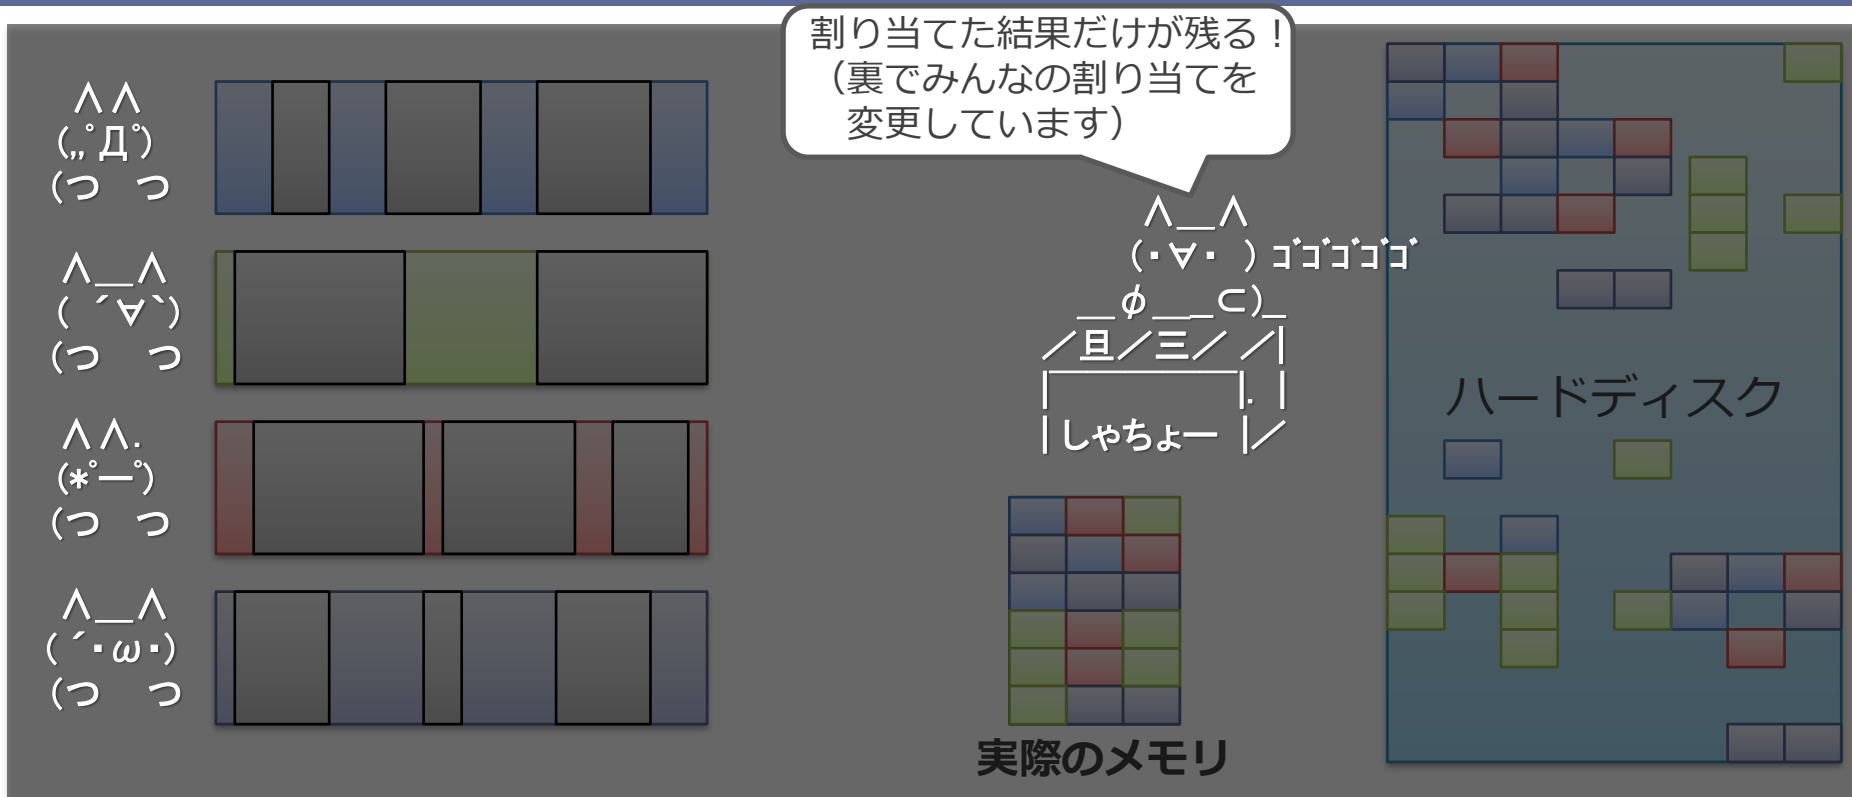 割り当てた結果だけが残る！
（裏でみんなの割り当てを
変更しています）
∧∧
(,,ﾟДﾟ)
(つ　つ
∧＿∧
( ´∀`)
(つ　つ
∧∧.
(*ﾟーﾟ)
(つ　つ
∧＿∧
( ´・ω・)
(つ　つ
∧＿∧
(・∀・ ) ｺﾞｺﾞｺﾞｺﾞｺﾞ
＿φ＿_⊂)_
／旦／三／ ／|
|￣￣￣￣￣|. |
|しゃちょー |／
ハードディスク
実際のメモリ